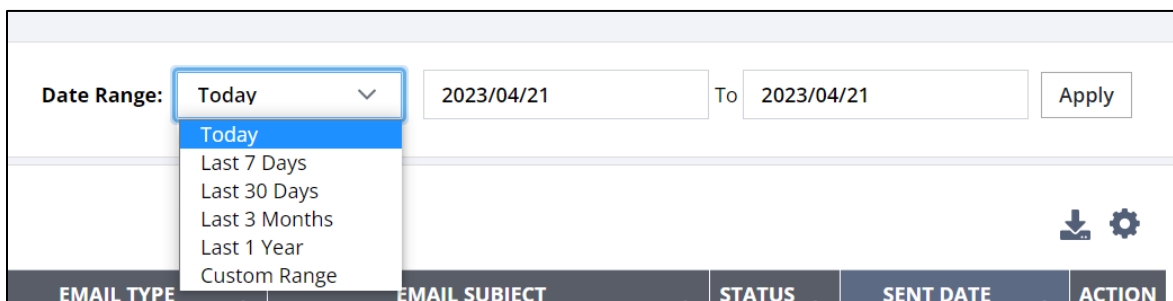 Date Range: Today 2023/04/21 To 2023/04/21 Apply
Today
Last 7 Days
Last 30 Days
Last 3 Months
Last 1 Year
Custom Range
EMAIL TYPE EMAIL SUBJECT STATUS SENT DATE ACTION